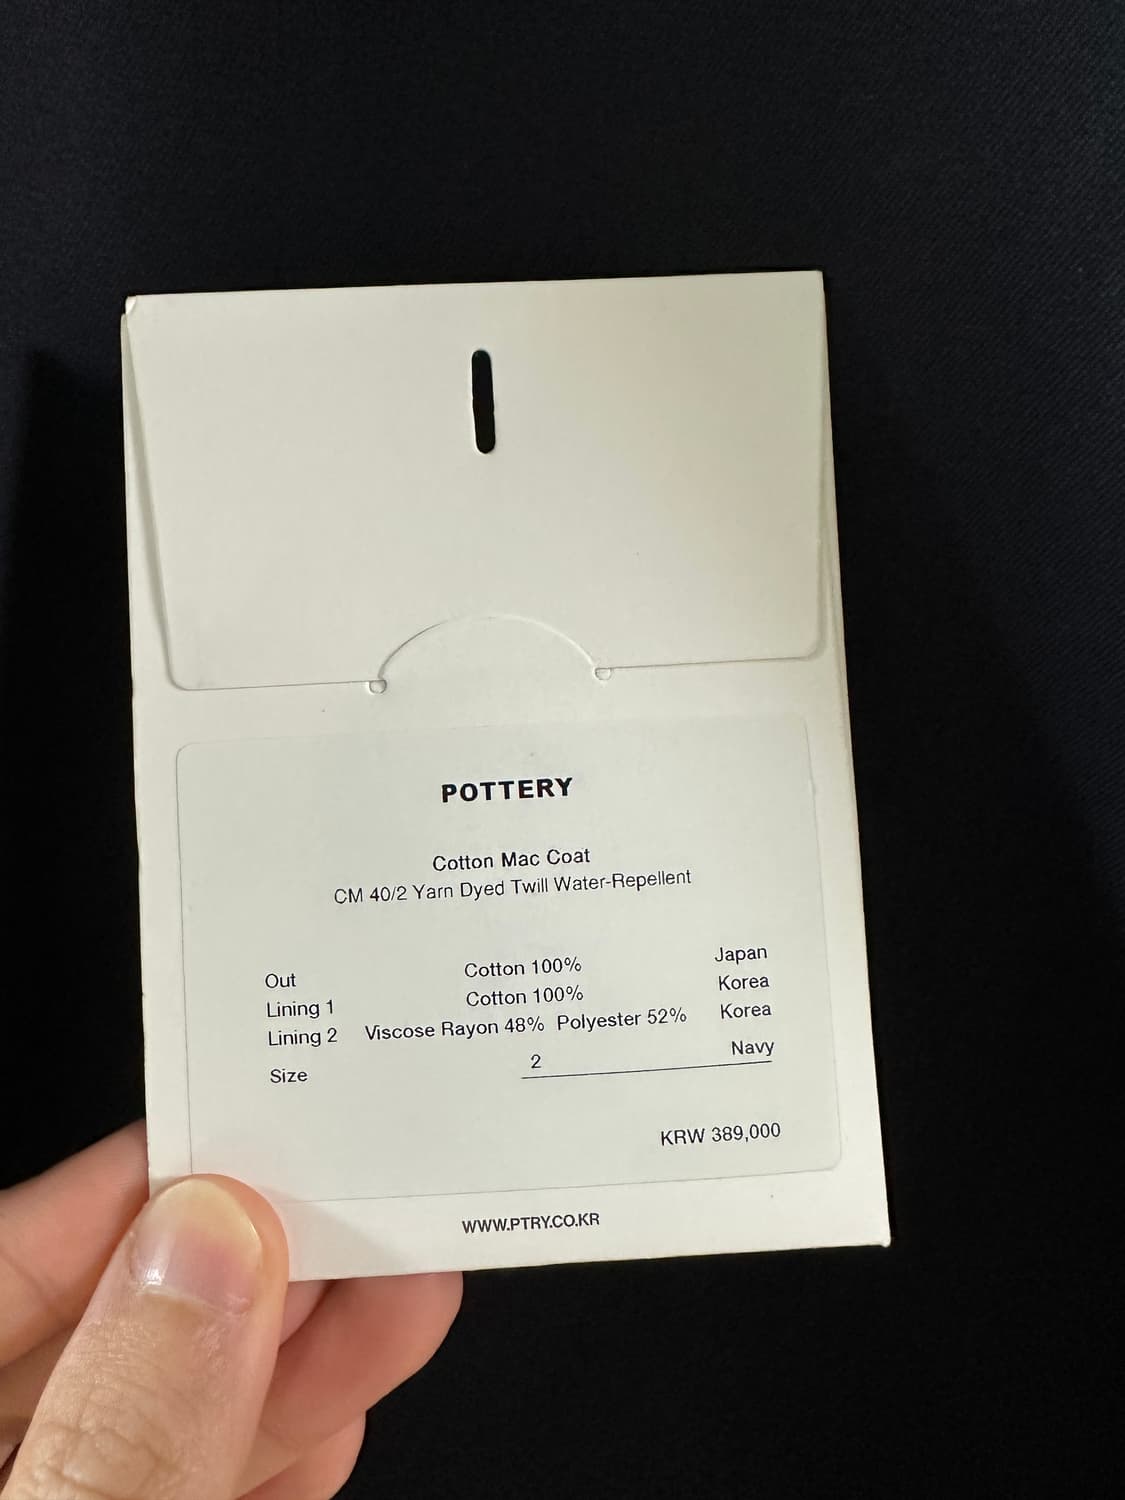 POTTERY
Cotton Mac Coat
CM 40/2 Yarn Dyed Twill Water-Repellent
Out Cotton 100% Japan
Lining 1 Cotton 100% Korea
Lining 2 Viscose Rayon 48% Polyester 52% Korea
Size 2 Navy
KRW 389,000
WWW.PTRY.CO.KR